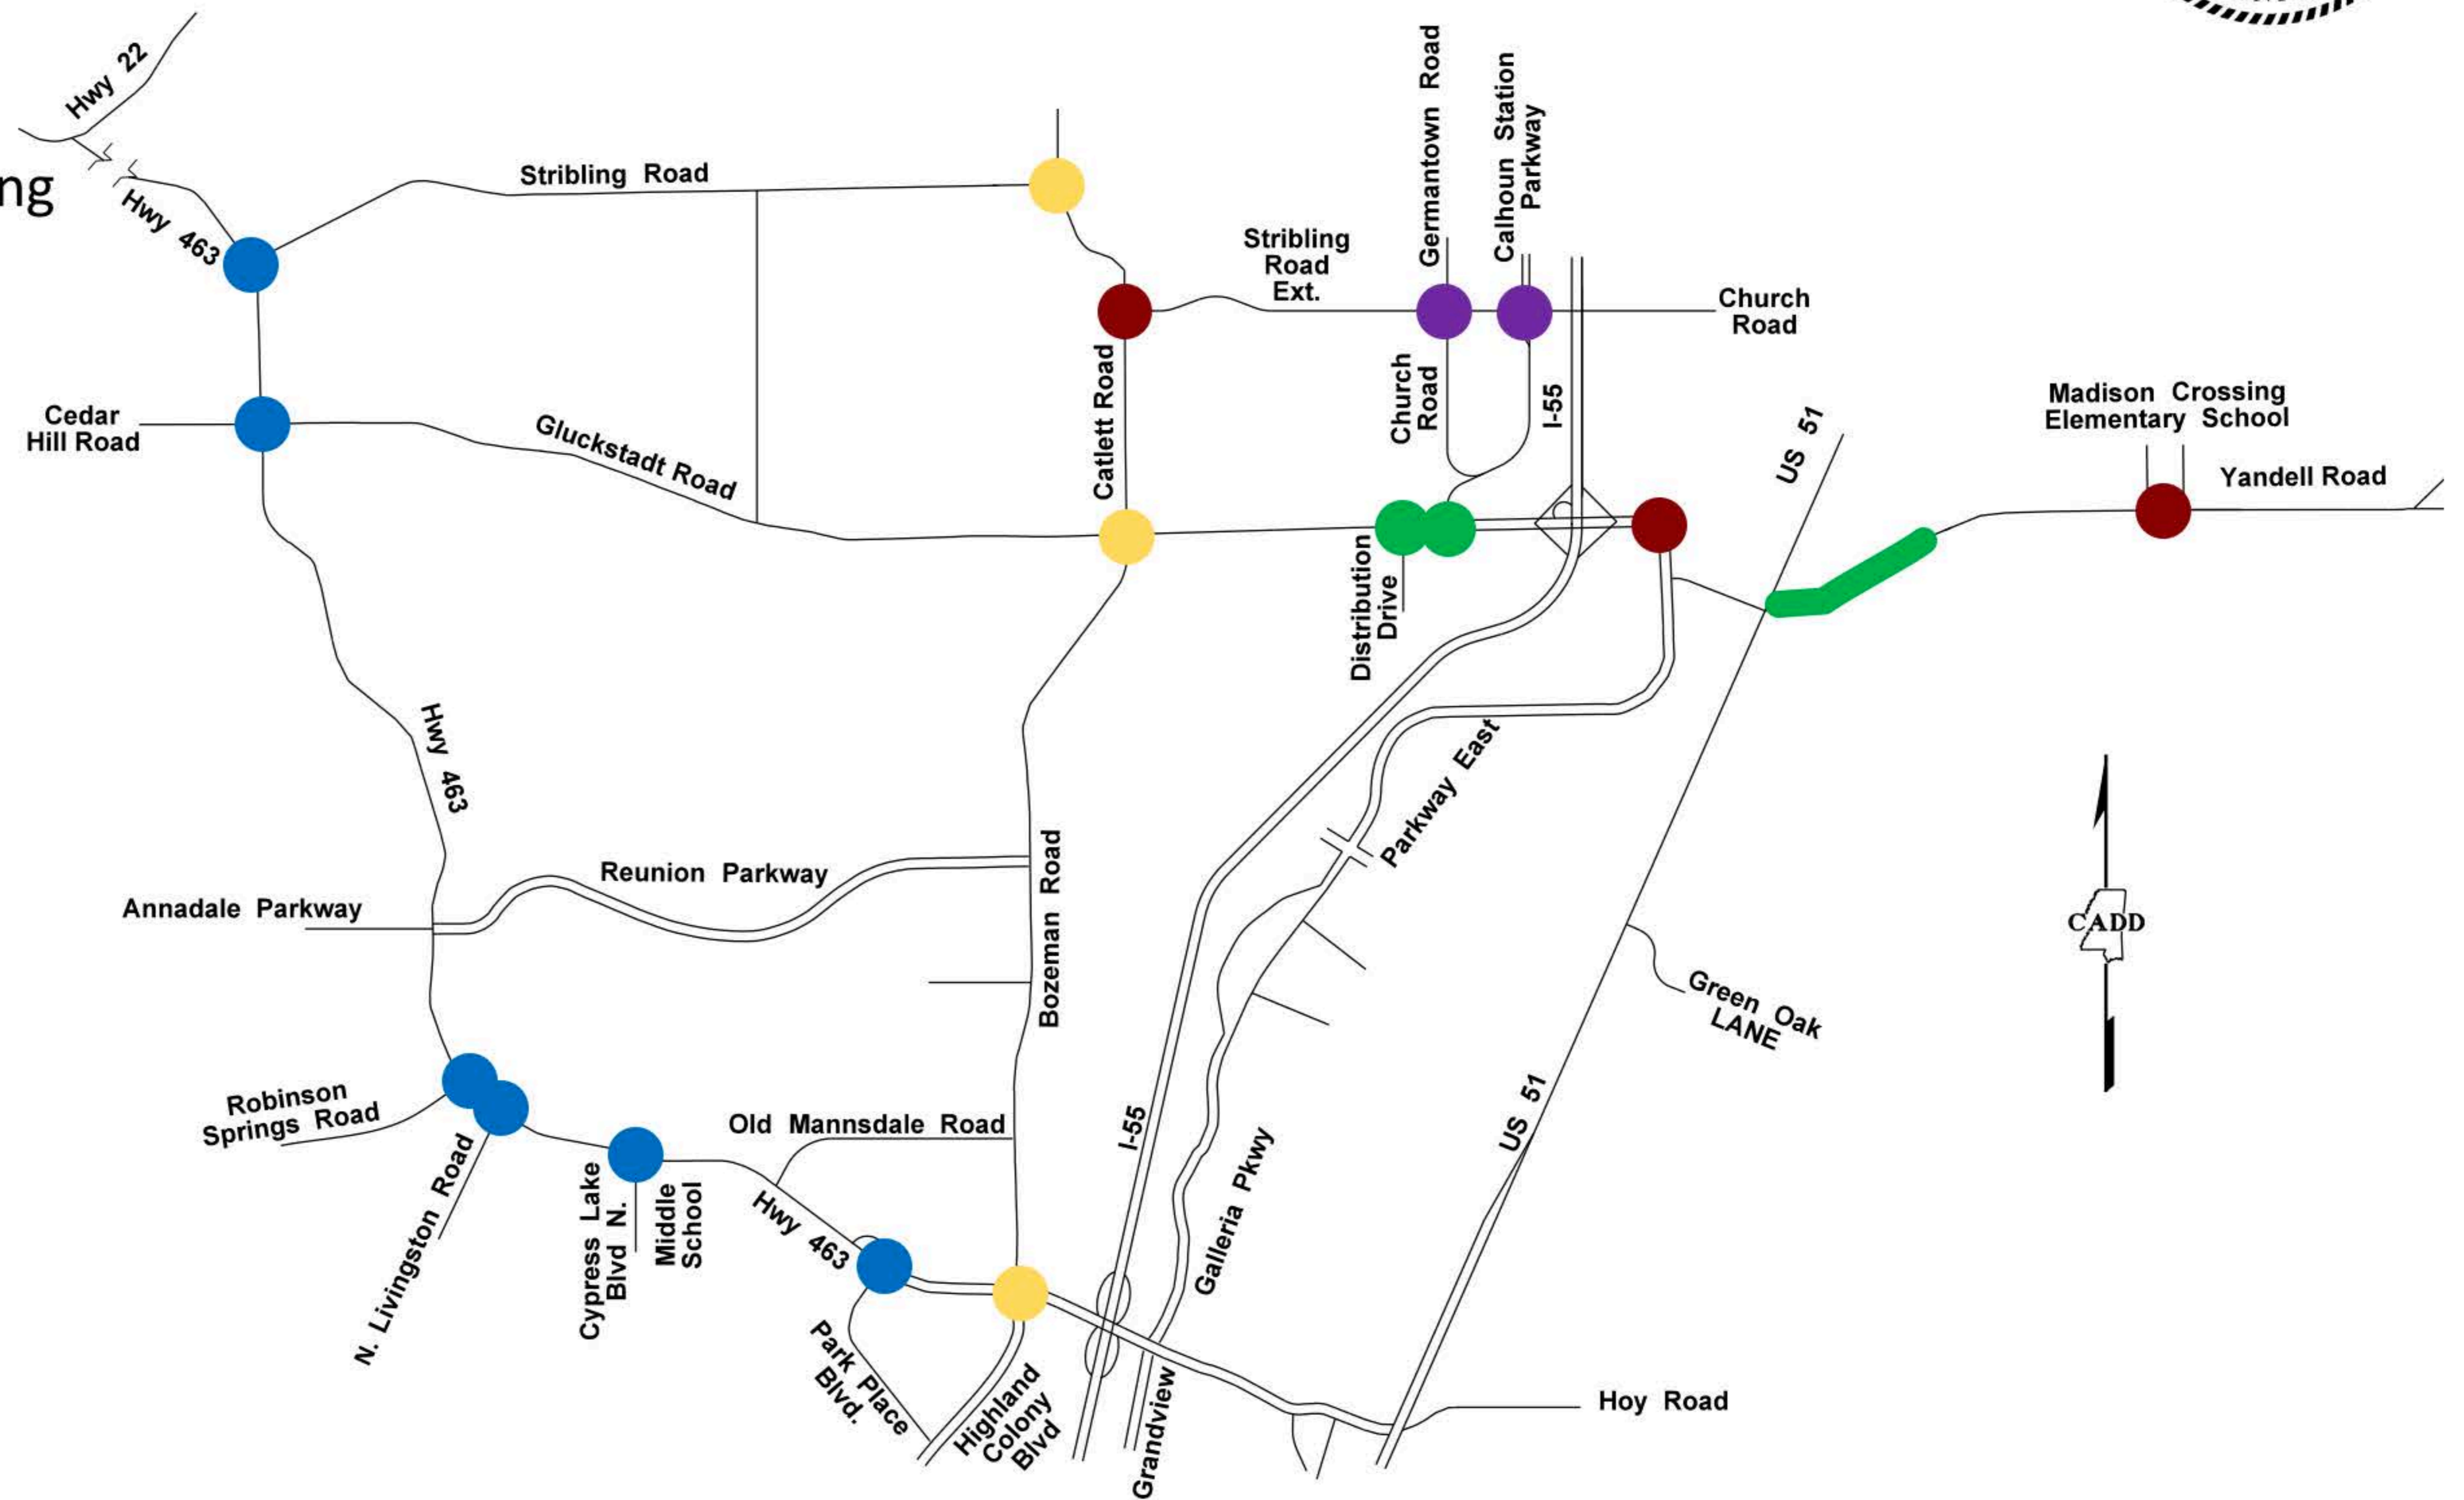 Hwy 22
ng
Hwy 463
Stribling Road
Stribling
Road
Ext.
Germantown Road
Calhoun Station
Parkway
Church
Road
Cedar
Hill Road
Gluckstadt Road
Catlett Road
Church
Road
I-55
US 51
Madison Crossing
Elementary School
Yandell Road
Distribution
Drive
Hwy 463
Parkway East
Reunion Parkway
Annadale Parkway
Bozeman Road
CADD
Green Oak
LANE
Robinson
Springs Road
Old Mannsdale Road
I-55
US 51
N. Livingston Road
Cypress Lake
Blvd N.
Middle
School
Hwy 463
Galleria Pkwy
Park Place
Blvd.
Highland
Colony
Blvd
Grandview
Hoy Road